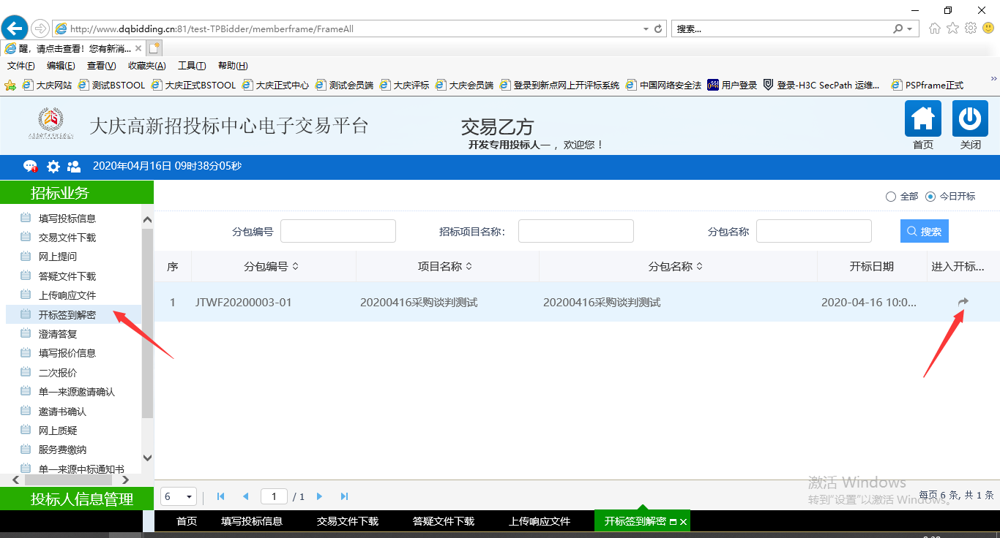 http://www.dqbidding.cn:81/test-TPBidder/memberframe/FrameAll
搜索...
醒，请点击查看！您有新消...
文件(F) 编辑(E) 查看(V) 收藏夹(A) 工具(T) 帮助(H)
大庆网站 测试BSTOOL 大庆正式BSTOOL 大庆正式中心 测试会员端 大庆评标 大庆会员端 登录到新点网上开评标系统 中国网络安全法 用户登录 登录-H3C SecPath 运维... PSPframe正式
大庆高新招投标中心电子交易平台
交易乙方
开发专用投标人一 ，欢迎您！
首页 关闭
2020年04月16日 09时38分05秒
招标业务
填写投标信息
交易文件下载
网上提问
答疑文件下载
上传响应文件
开标签到解密
澄清答复
填写报价信息
二次报价
单一来源邀请确认
邀请书确认
网上质疑
服务费缴纳
单一来源中标通知书
投标人信息管理
全部 今日开标
分包编号 招标项目名称： 分包名称 搜索
序 分包编号 项目名称 分包名称 开标日期 进入开标...
1 JTWF20200003-01 20200416采购谈判测试 20200416采购谈判测试 2020-04-16 10:0...
激活 Windows
转到"设置"以激活 Windows。
6 1 / 1 每页 6 条, 共 1 条
首页 填写投标信息 交易文件下载 答疑文件下载 上传响应文件 开标签到解密